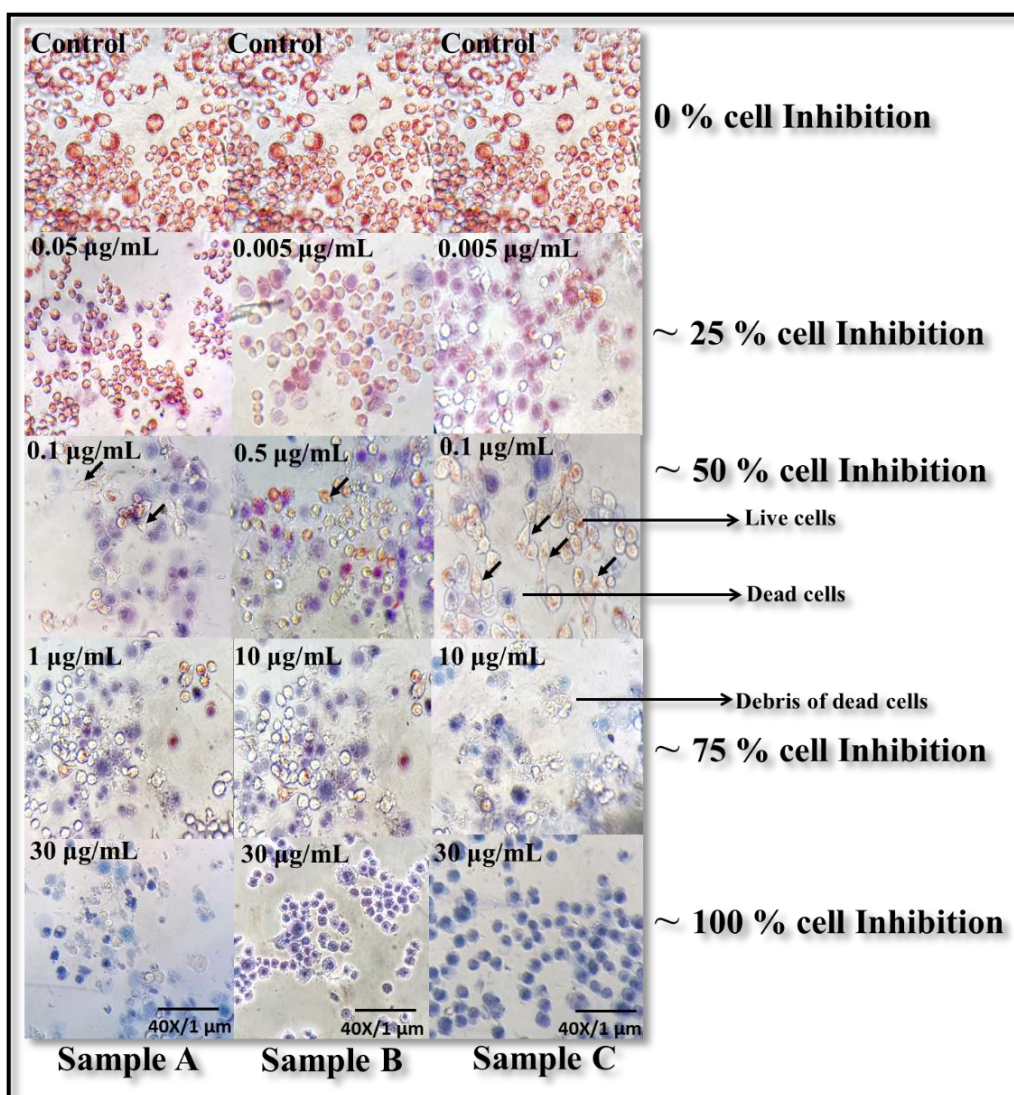 Control Control Control
0 % cell Inhibition
0.05 µg/mL 0.005 µg/mL 0.005 µg/mL
~ 25 % cell Inhibition
0.1 µg/mL 0.5 µg/mL 0.1 µg/mL
~ 50 % cell Inhibition
Live cells
Dead cells
1 µg/mL 10 µg/mL 10 µg/mL
Debris of dead cells
~ 75 % cell Inhibition
30 µg/mL 30 µg/mL 30 µg/mL
~ 100 % cell Inhibition
40X/1 µm 40X/1 µm 40X/1 µm
Sample A Sample B Sample C